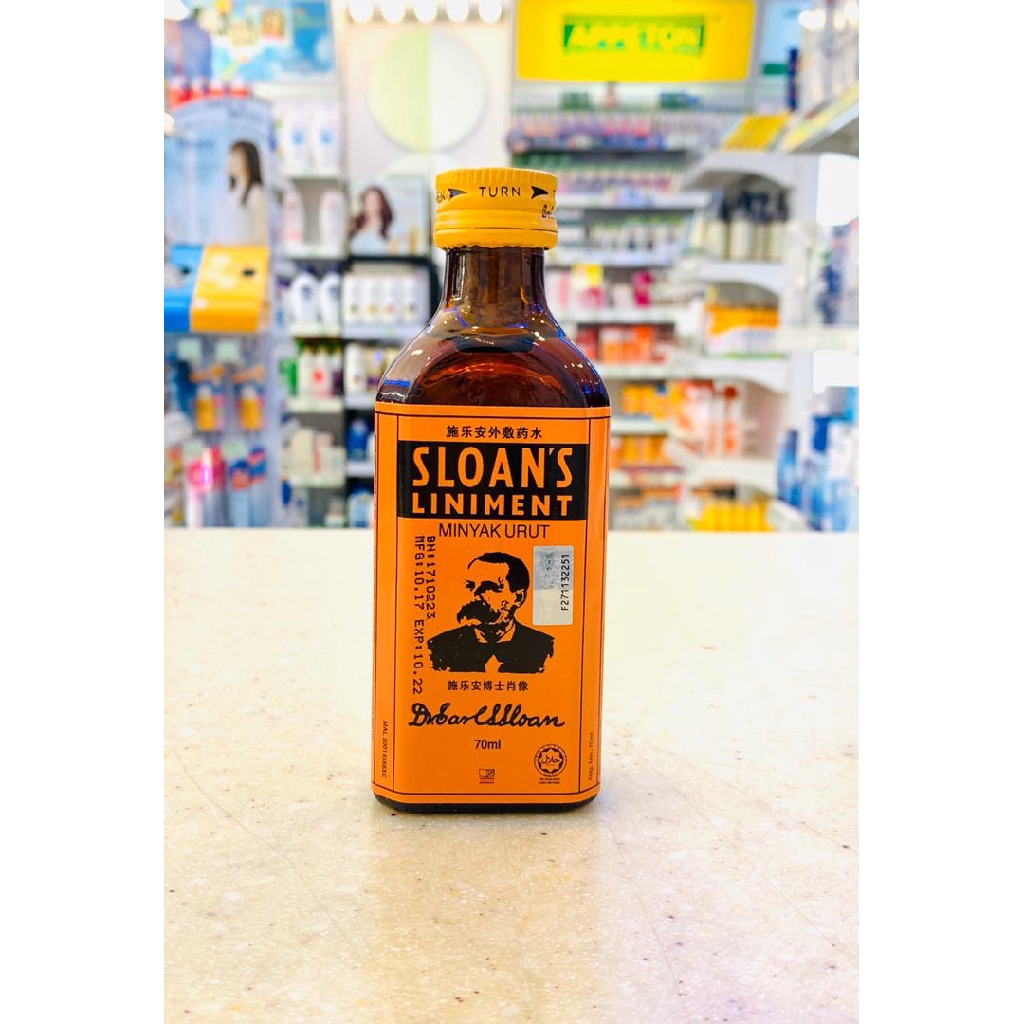 APPETON
TURN
施乐安外敷药水
SLOAN'S
LINIMENT
MINYAK URUT
BN:1710223
MFG:10.17 EXP:10.22
F271132251
施乐安博士肖像
Dr Earl S Sloan
70ml